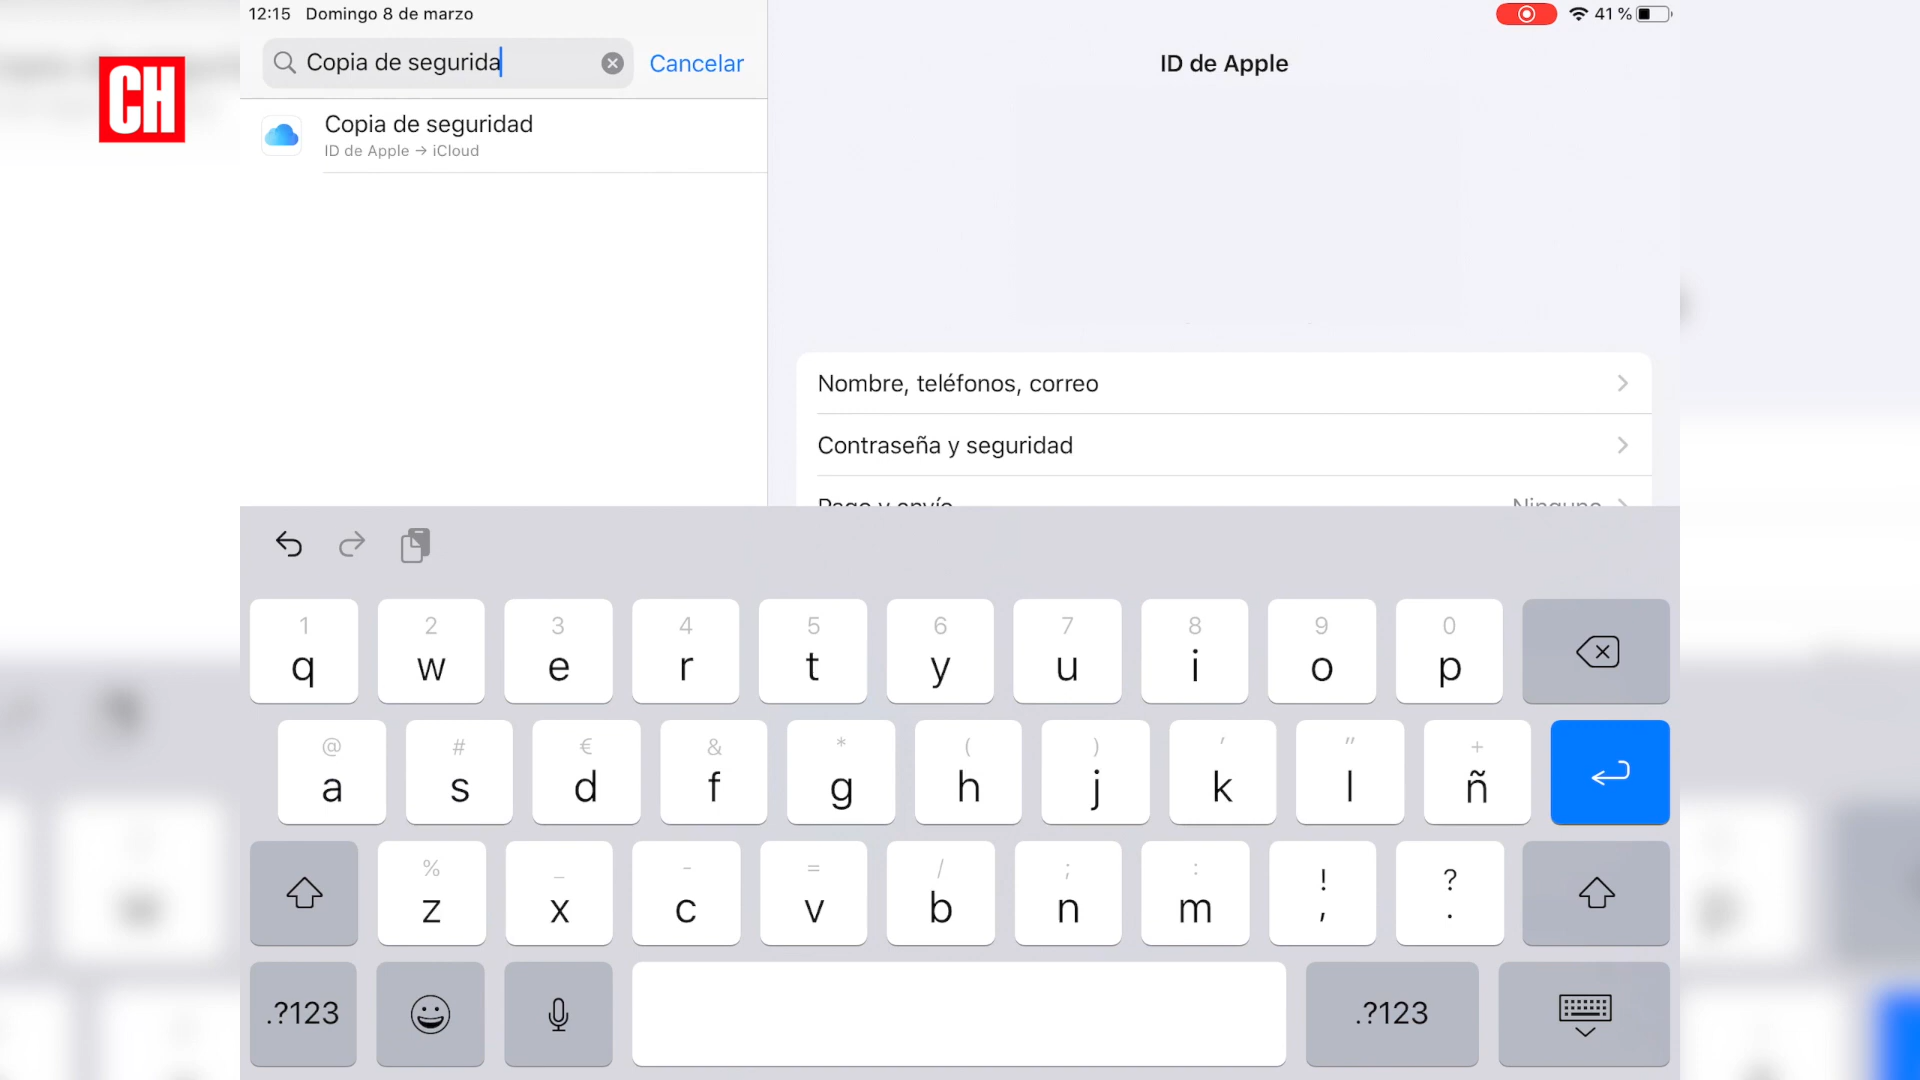 12:15 Domingo 8 de marzo
41 %
CH
Copia de segurida
Cancelar
Copia de seguridad
ID de Apple → iCloud
ID de Apple
Nombre, teléfonos, correo
Contraseña y seguridad
Pago y envío
Ninguno
1 2 3 4 5 6 7 8 9 0
q w e r t y u i o p
@ # € & * ( ) ' " +
a s d f g h j k l ñ
% _ - = / ; : ! ?
z x c v b n m , .
.?123
.?123